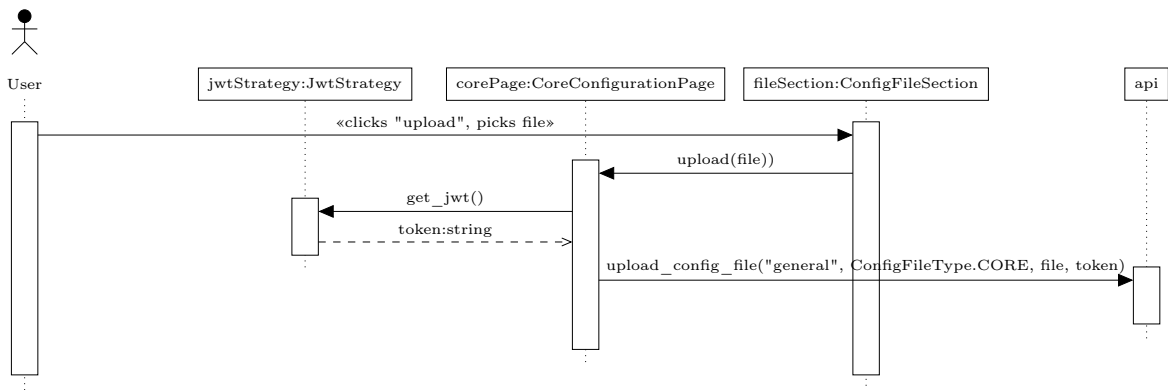 User
jwtStrategy:JwtStrategy
corePage:CoreConfigurationPage
fileSection:ConfigFileSection
api
«clicks "upload", picks file»
upload(file))
get_jwt()
token:string
upload_config_file("general", ConfigFileType.CORE, file, token)